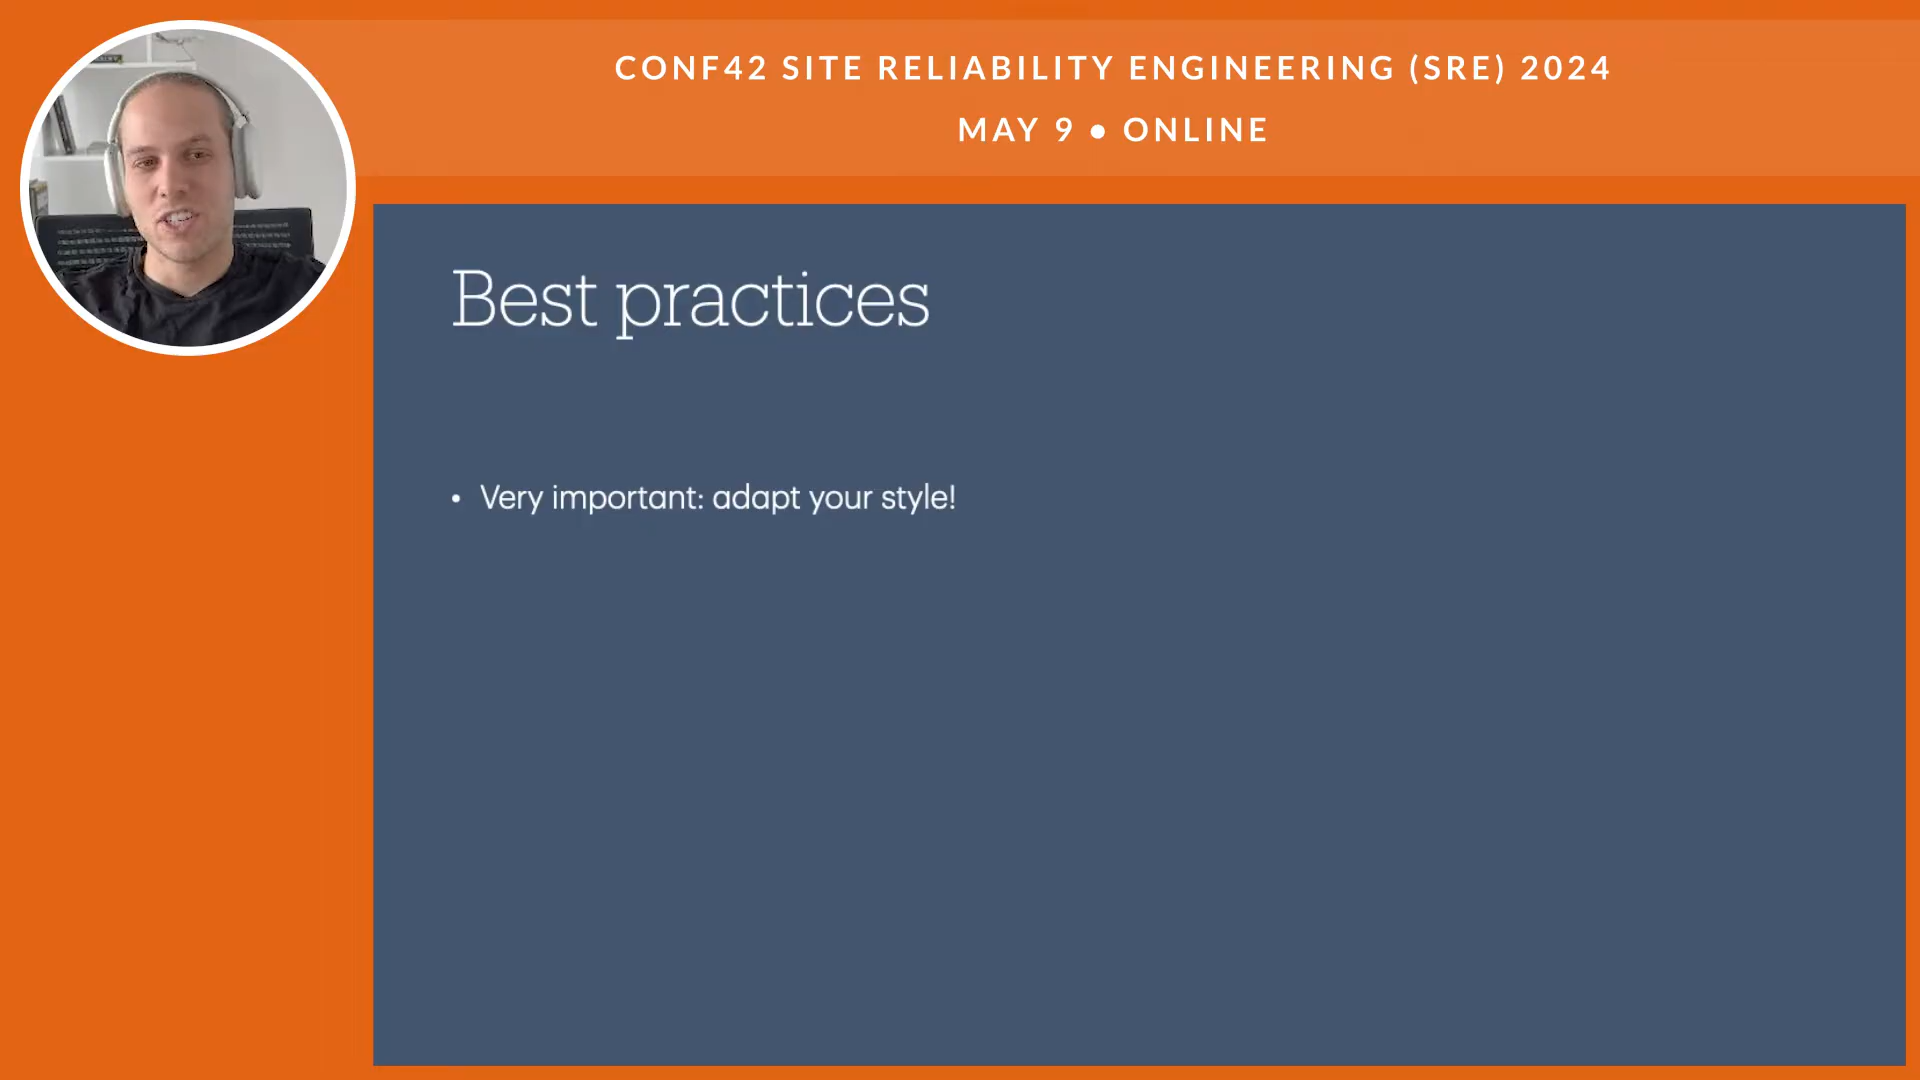 CONF42 SITE RELIABILITY ENGINEERING (SRE) 2024
MAY 9 • ONLINE
Best practices
• Very important: adapt your style!